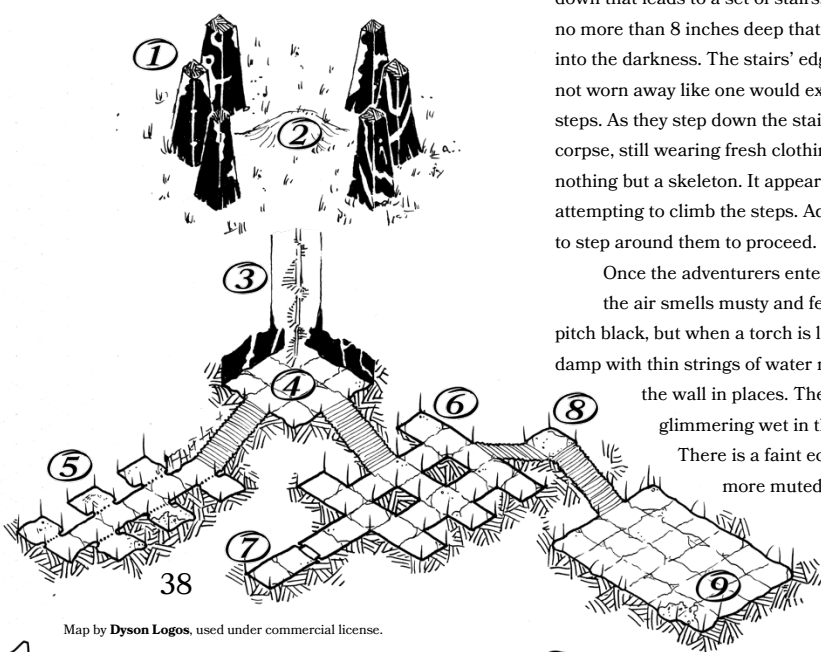 down that leads to a set of stairs
no more than 8 inches deep that
into the darkness. The stairs' edg
not worn away like one would ex
steps. As they step down the stai
corpse, still wearing fresh clothin
nothing but a skeleton. It appear
attempting to climb the steps. Ad
to step around them to proceed.
Once the adventurers ente
the air smells musty and fe
pitch black, but when a torch is l
damp with thin strings of water r
the wall in places. The
glimmering wet in t
There is a faint ec
more muted
1
2
3
4
5
6
7
8
9
38
Map by Dyson Logos, used under commercial license.